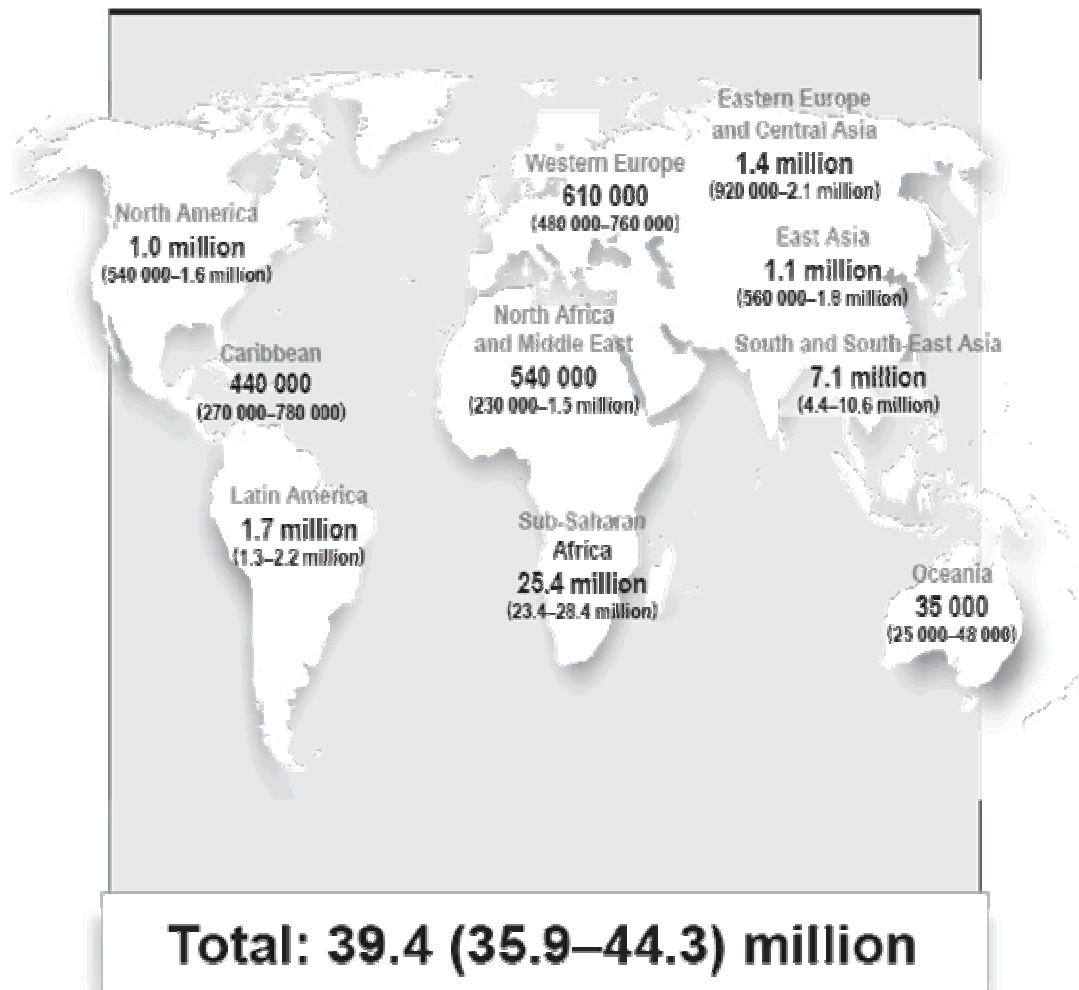 Eastern Europe
and Central Asia
1.4 million
(920 000–2.1 million)
Western Europe
610 000
(480 000–760 000)
North America
1.0 million
(540 000–1.6 million)
East Asia
1.1 million
(560 000–1.8 million)
North Africa
and Middle East
540 000
(230 000–1.5 million)
South and South-East Asia
7.1 million
(4.4–10.6 million)
Caribbean
440 000
(270 000–780 000)
Latin America
1.7 million
(1.3–2.2 million)
Sub-Saharan
Africa
25.4 million
(23.4–28.4 million)
Oceania
35 000
(25 000–48 000)
Total: 39.4 (35.9–44.3) million